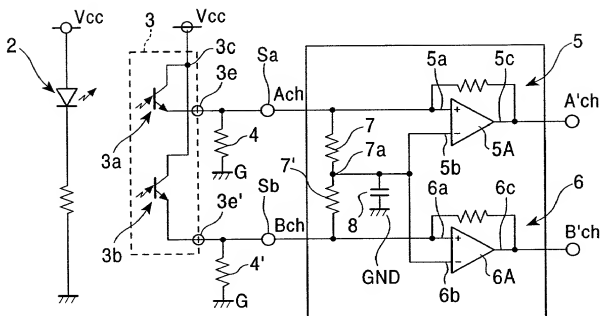 Vcc
Vcc
3
2
3c
3e
Sa
Ach
5a
5c
5
A'ch
3a
4
G
7
7a
7'
5b
5A
3e'
Sb
Bch
8
6a
6c
6
B'ch
3b
4'
G
GND
6b
6A